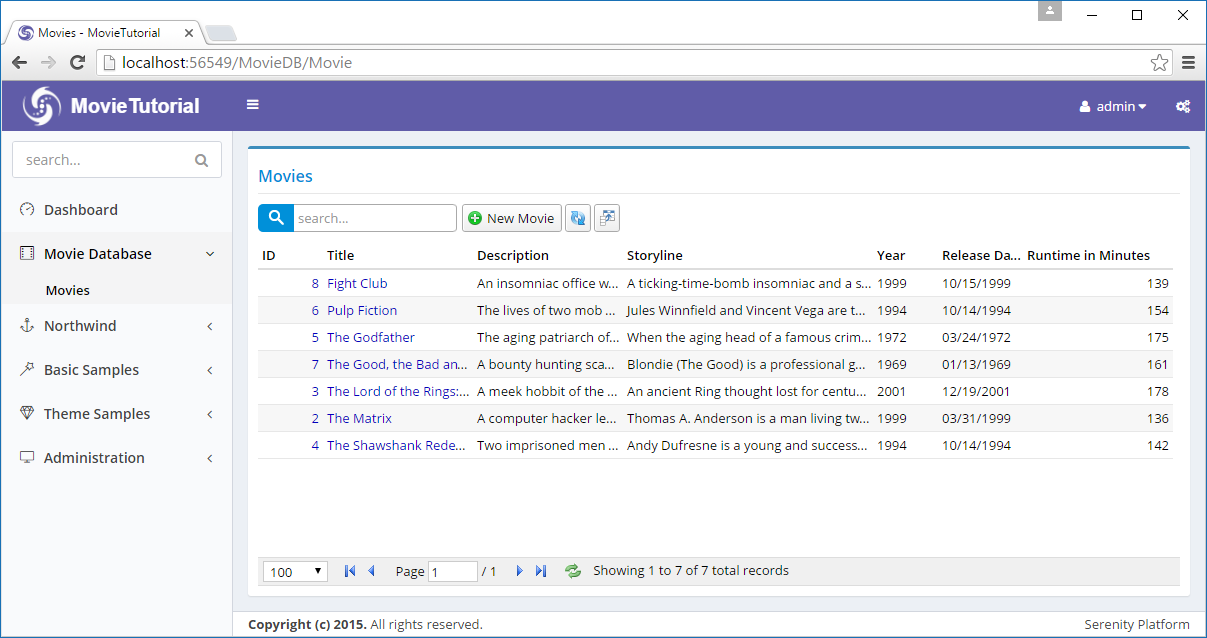 Movies - MovieTutorial
localhost:56549/MovieDB/Movie
MovieTutorial
admin
search...
Dashboard
Movie Database
Movies
Northwind
Basic Samples
Theme Samples
Administration
Movies
search... New Movie
ID Title Description Storyline Year Release Da... Runtime in Minutes
8 Fight Club An insomniac office w... A ticking-time-bomb insomniac and a s... 1999 10/15/1999 139
6 Pulp Fiction The lives of two mob ... Jules Winnfield and Vincent Vega are t... 1994 10/14/1994 154
5 The Godfather The aging patriarch of... When the aging head of a famous crim... 1972 03/24/1972 175
7 The Good, the Bad an... A bounty hunting sca... Blondie (The Good) is a professional g... 1969 01/13/1969 161
3 The Lord of the Rings:... A meek hobbit of the ... An ancient Ring thought lost for centu... 2001 12/19/2001 178
2 The Matrix A computer hacker le... Thomas A. Anderson is a man living tw... 1999 03/31/1999 136
4 The Shawshank Rede... Two imprisoned men ... Andy Dufresne is a young and success... 1994 10/14/1994 142
100 Page 1 / 1 Showing 1 to 7 of 7 total records
Copyright (c) 2015. All rights reserved. Serenity Platform